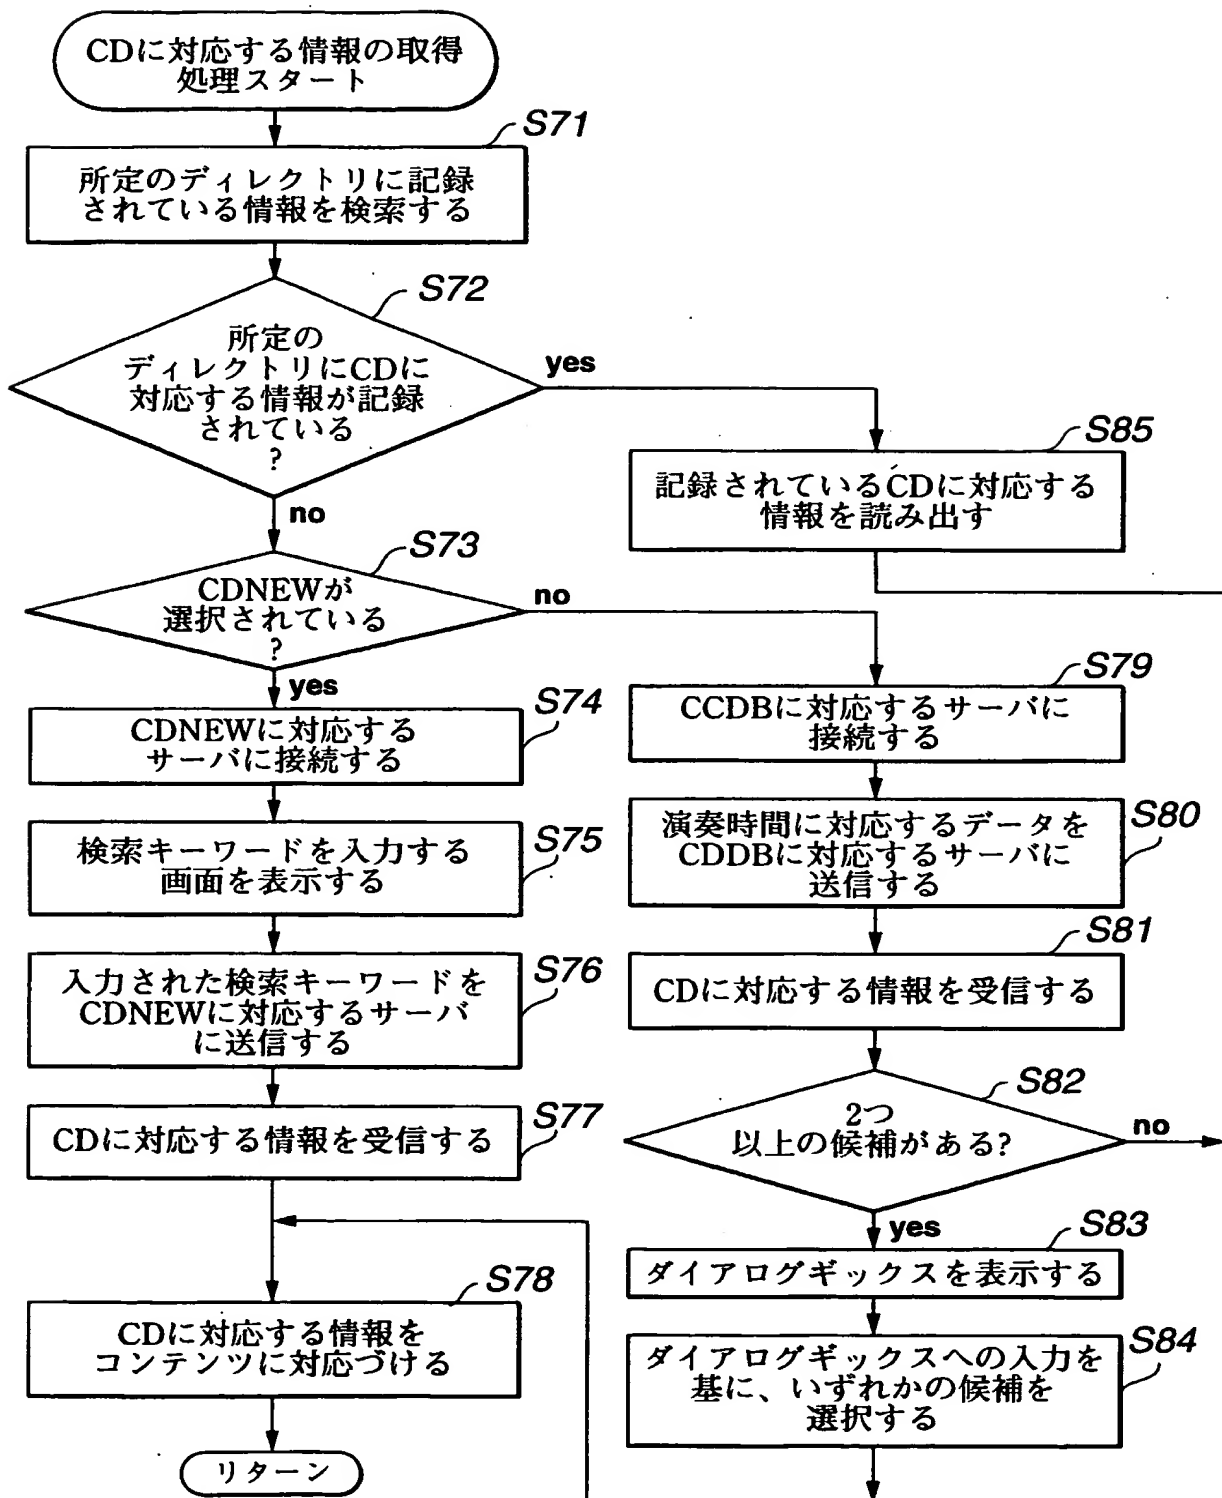 CDに対応する情報の取得
処理スタート
S71
所定のディレクトリに記録
されている情報を検索する
S72
所定の
ディレクトリにCDに
対応する情報が記録
されている
?
yes
no
S85
記録されているCDに対応する
情報を読み出す
S73
CDNEWが
選択されている
?
no
yes
S74
CDNEWに対応する
サーバに接続する
S75
検索キーワードを入力する
画面を表示する
S76
入力された検索キーワードを
CDNEWに対応するサーバ
に送信する
S77
CDに対応する情報を受信する
S78
CDに対応する情報を
コンテンツに対応づける
リターン
S79
CCDBに対応するサーバに
接続する
S80
演奏時間に対応するデータを
CDDBに対応するサーバに
送信する
S81
CDに対応する情報を受信する
S82
2つ
以上の候補がある?
no
yes
S83
ダイアログギックスを表示する
S84
ダイアログギックスへの入力を
基に、いずれかの候補を
選択する